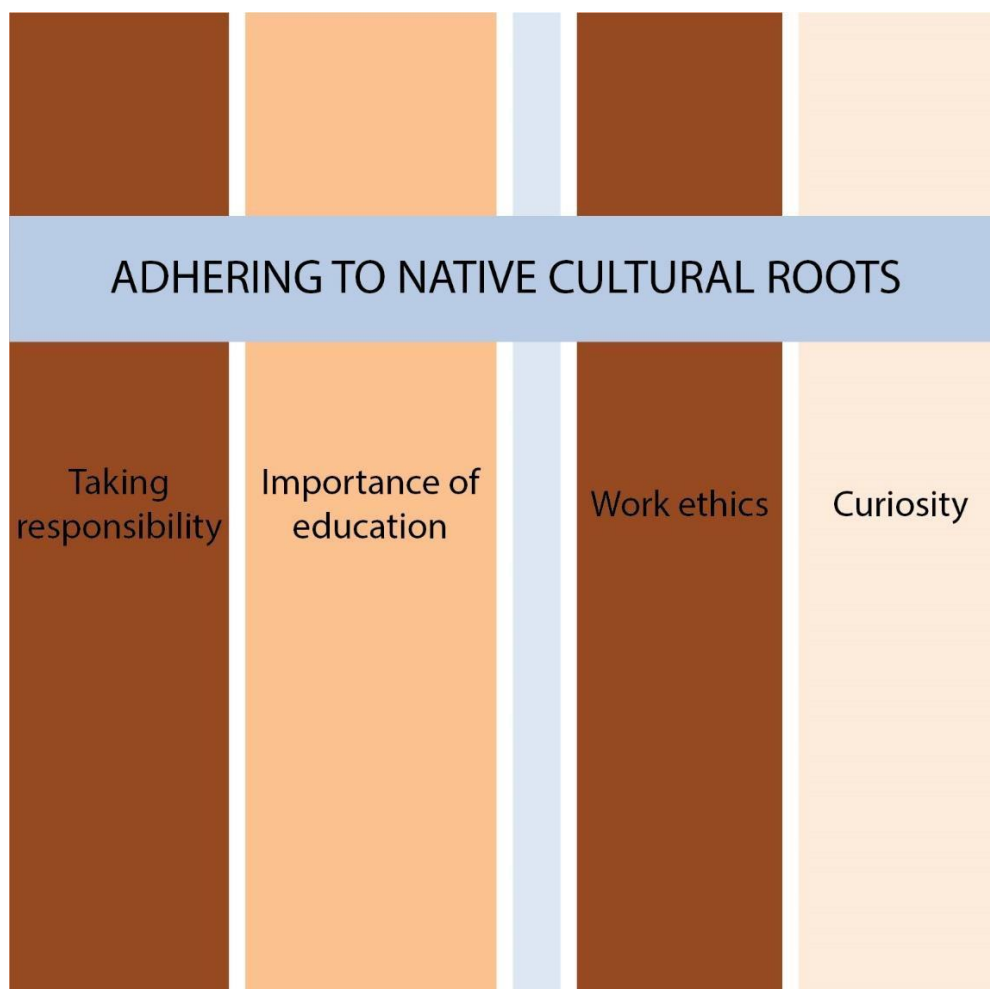 ADHERING TO NATIVE CULTURAL ROOTS
Taking
responsibility
Importance of
education
Work ethics
Curiosity